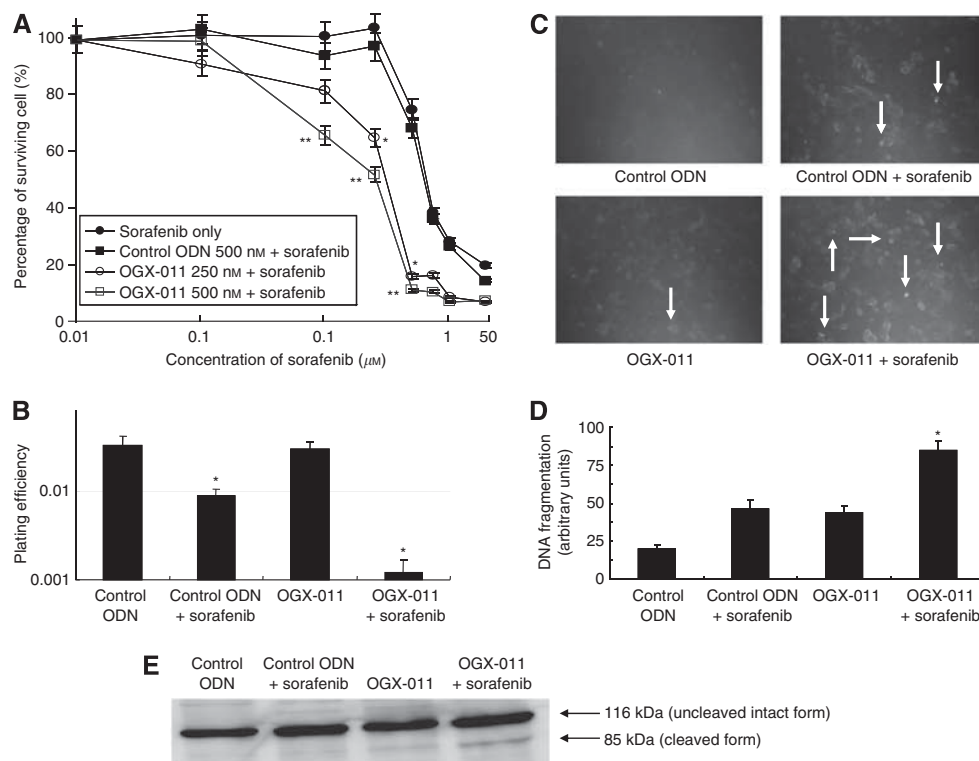 A
Percentage of surviving cell (%)
100
80
60
40
20
0
**
*
**
*
**
Sorafenib only
Control ODN 500 nM + sorafenib
OGX-011 250 nM + sorafenib
OGX-011 500 nM + sorafenib
0.01
0.1
0.1
1
50
Concentration of sorafenib (μM)
C
Control ODN
Control ODN + sorafenib
OGX-011
OGX-011 + sorafenib
B
Plating efficiency
0.01
0.001
*
*
Control
ODN
Control ODN
+ sorafenib
OGX-011
OGX-011
+ sorafenib
D
DNA fragmentation
(arbitrary units)
100
75
50
25
0
*
Control
ODN
Control ODN
+ sorafenib
OGX-011
OGX-011
+ sorafenib
E
Control
ODN
Control ODN
+ sorafenib
OGX-011
OGX-011
+ sorafenib
116 kDa (uncleaved intact form)
85 kDa (cleaved form)